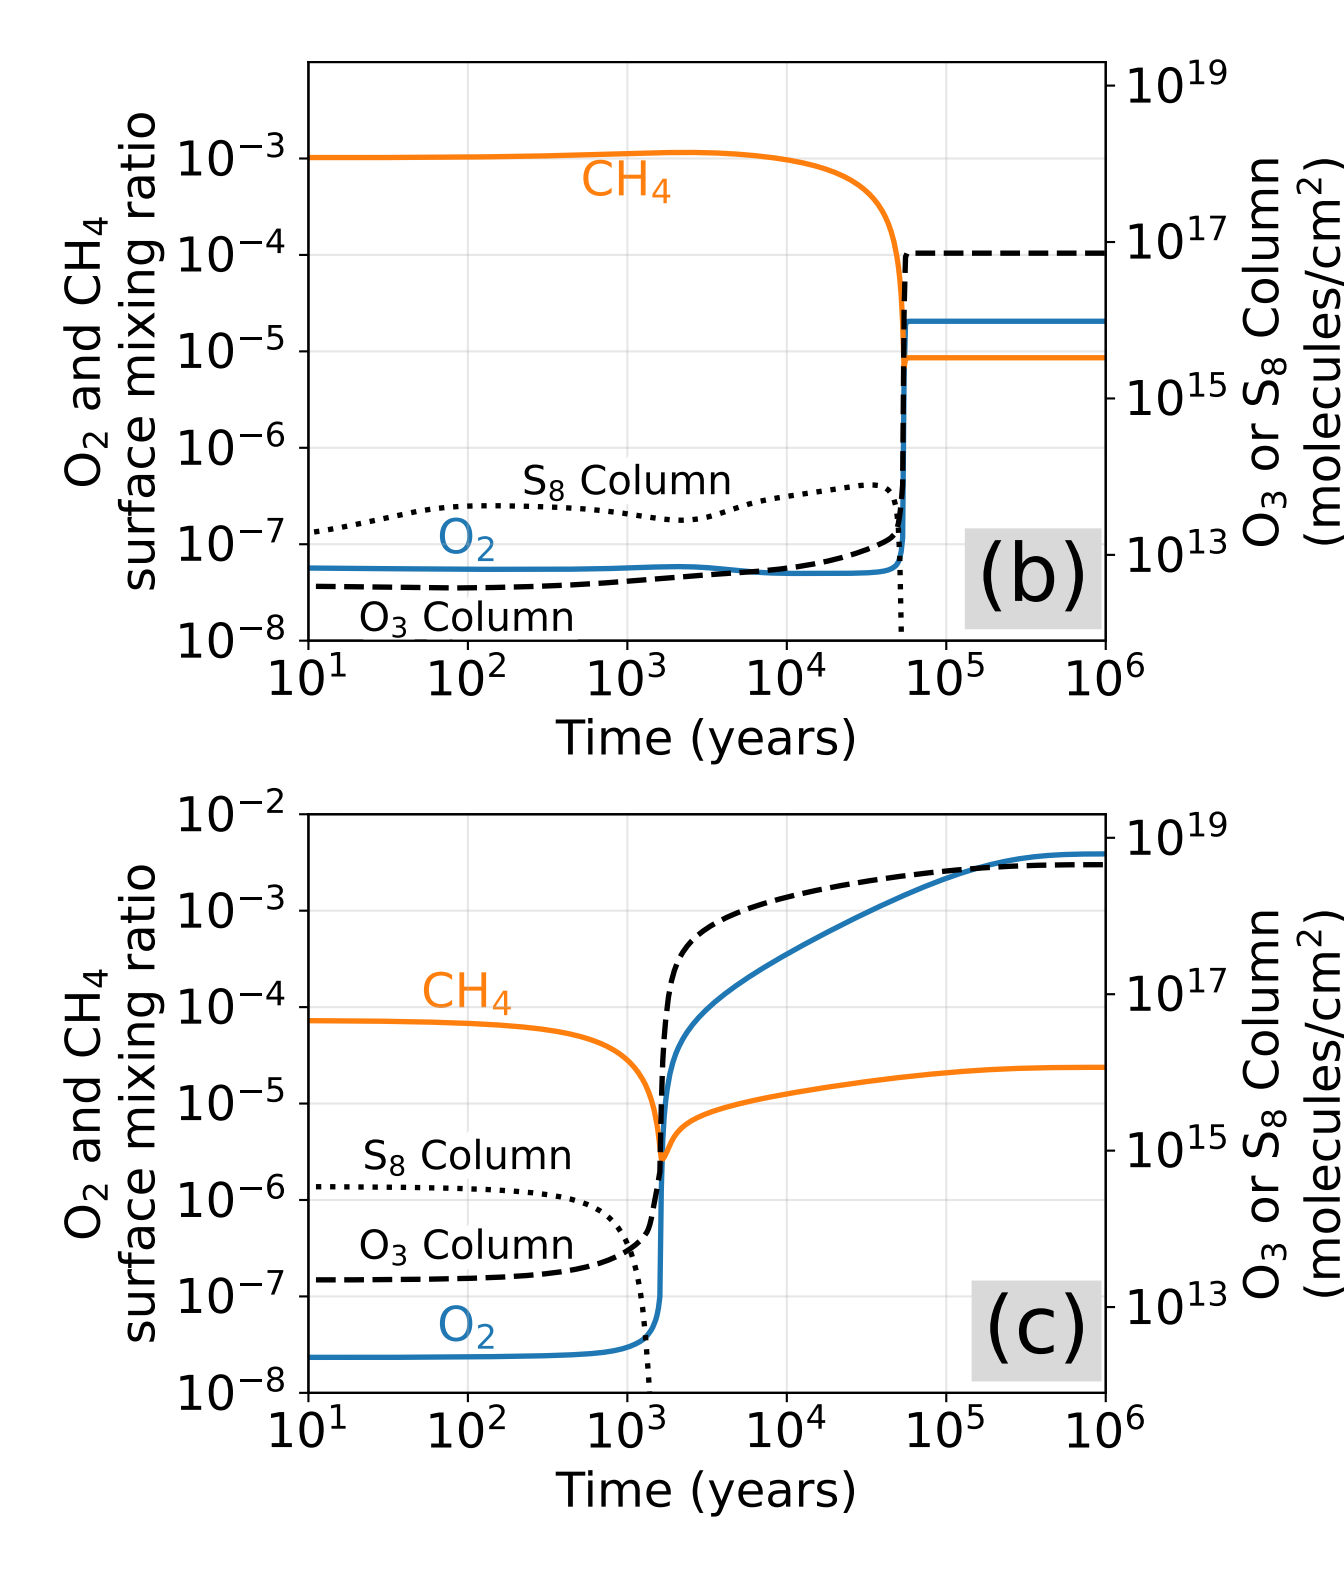 O₂ and CH₄
surface mixing ratio
10⁻³
10⁻⁴
10⁻⁵
10⁻⁶
10⁻⁷
10⁻⁸
CH₄
S₈ Column
O₂
O₃ Column
(b)
10¹⁹
10¹⁷
10¹⁵
10¹³
O₃ or S₈ Column
(molecules/cm²)
10¹ 10² 10³ 10⁴ 10⁵ 10⁶
Time (years)
O₂ and CH₄
surface mixing ratio
10⁻²
10⁻³
10⁻⁴
10⁻⁵
10⁻⁶
10⁻⁷
10⁻⁸
CH₄
S₈ Column
O₃ Column
O₂
(c)
10¹⁹
10¹⁷
10¹⁵
10¹³
O₃ or S₈ Column
(molecules/cm²)
10¹ 10² 10³ 10⁴ 10⁵ 10⁶
Time (years)